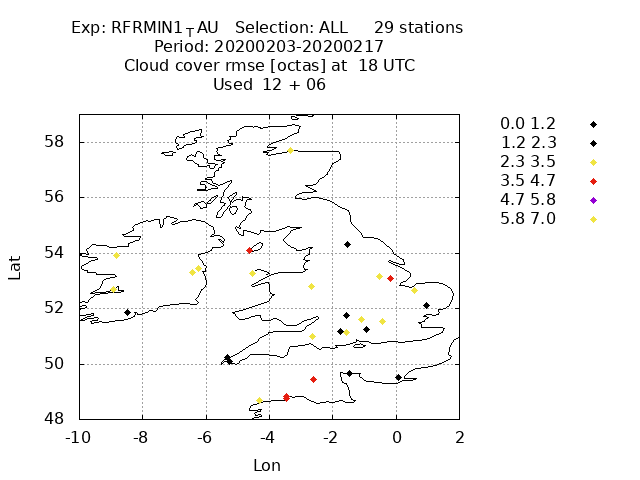 Exp: RFRMIN1_TAU Selection: ALL 29 stations
Period: 20200203-20200217
Cloud cover rmse [octas] at 18 UTC
Used 12 + 06
0.0 1.2
1.2 2.3
2.3 3.5
3.5 4.7
4.7 5.8
5.8 7.0
58
56
54
52
50
48
Lat
-10 -8 -6 -4 -2 0 2
Lon